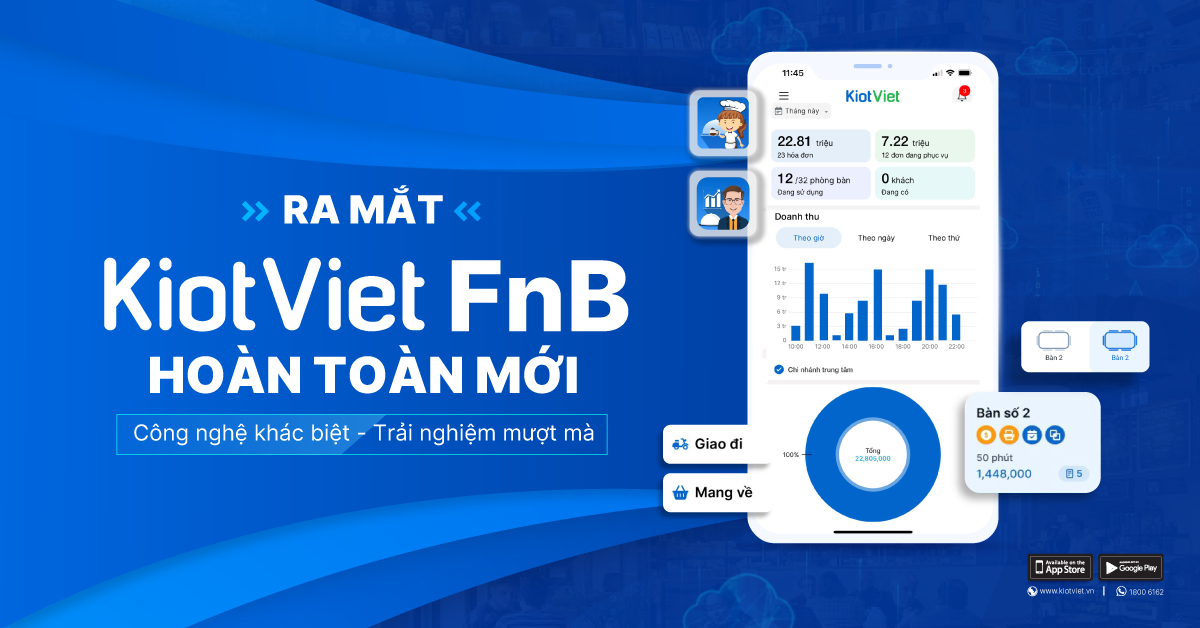 RA MẮT
KiotViet FnB
HOÀN TOÀN MỚI
Công nghệ khác biệt - Trải nghiệm mượt mà
11:45
KiotViet
3
Tháng này
22.81 triệu
23 hóa đơn
7.22 triệu
12 đơn đang phục vụ
12 /32 phòng bàn
Đang sử dụng
0 khách
Đang có
Doanh thu
Theo giờ
Theo ngày
Theo thứ
15 tr
12 tr
9 tr
6 tr
3 tr
0
10:00 12:00 14:00 16:00 18:00 20:00 22:00
Chi nhánh trung tâm
100%
Tổng
22,805,000
Giao đi
Mang về
Bàn 2
Bàn 2
Bàn số 2
50 phút
1,448,000
5
Available on the
App Store
ANDROID APP ON
Google Play
www.kiotviet.vn | 1800 6162